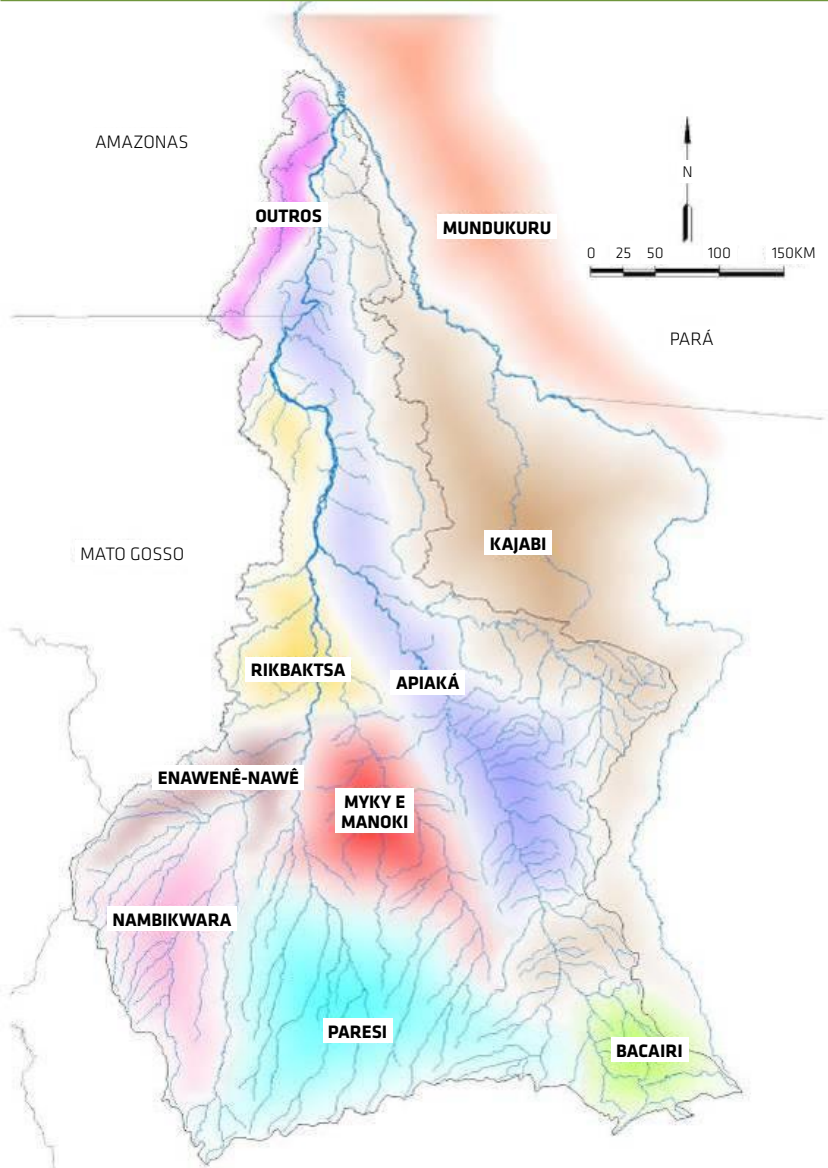 AMAZONAS
OUTROS
MUNDUKURU
N
0 25 50 100 150KM
PARÁ
MATO GOSSO
KAJABI
RIKBAKTSA
APIAKÁ
ENAWENÊ-NAWÊ
MYKY E
MANOKI
NAMBIKWARA
PARESI
BACAIRI